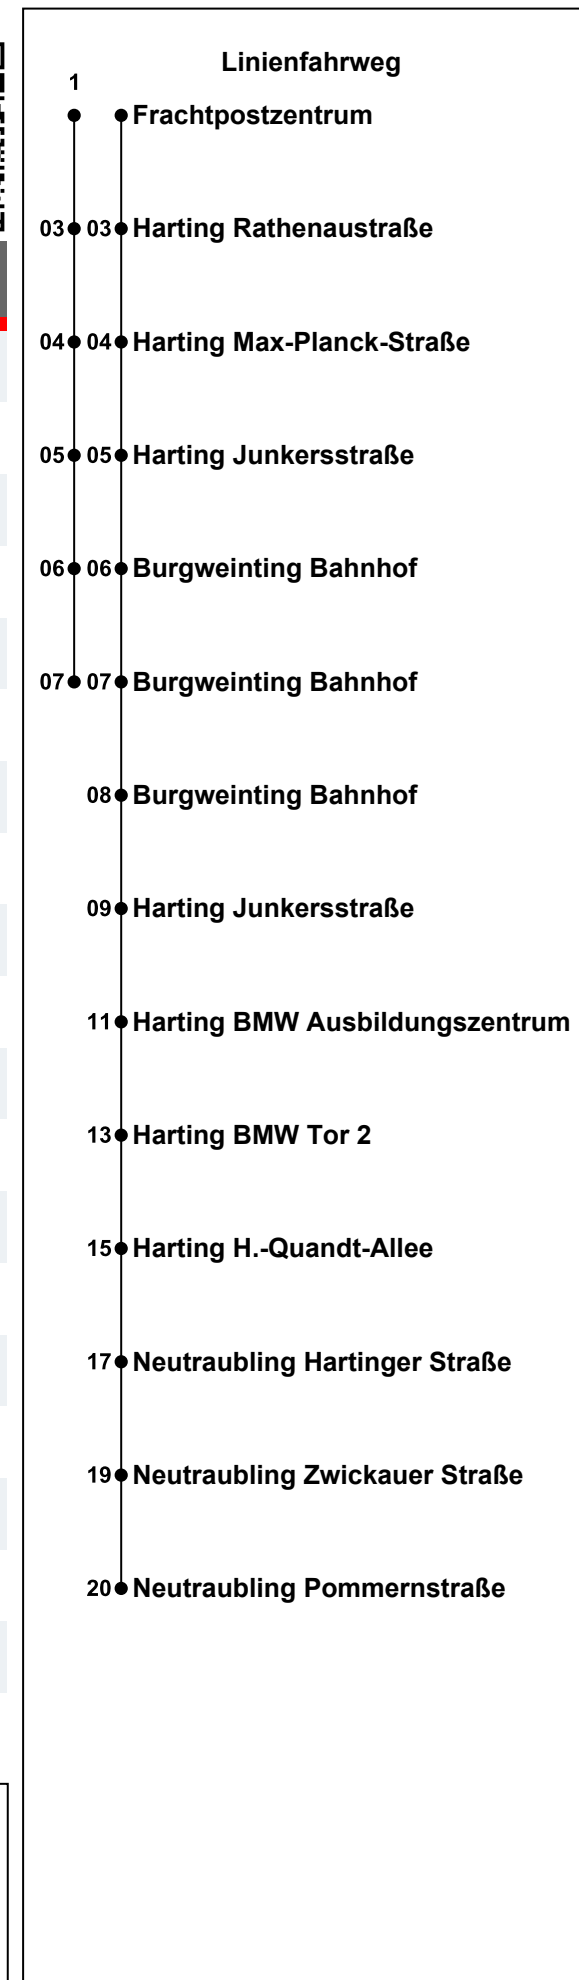 Linienfahrweg
1
Frachtpostzentrum
03 03 Harting Rathenaustraße
04 04 Harting Max-Planck-Straße
05 05 Harting Junkersstraße
06 06 Burgweinting Bahnhof
07 07 Burgweinting Bahnhof
08 Burgweinting Bahnhof
09 Harting Junkersstraße
11 Harting BMW Ausbildungszentrum
13 Harting BMW Tor 2
15 Harting H.-Quandt-Allee
17 Neutraubling Hartinger Straße
19 Neutraubling Zwickauer Straße
20 Neutraubling Pommernstraße